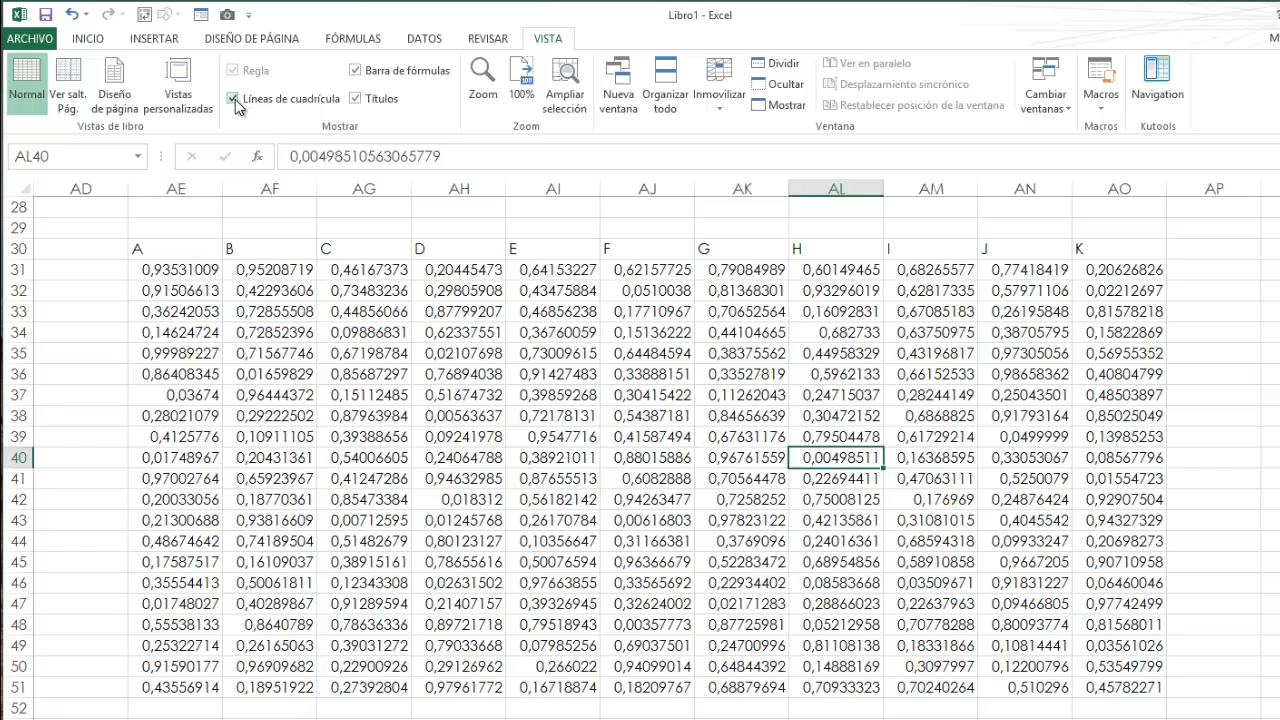 Libro1 - Excel
ARCHIVO INICIO INSERTAR DISEÑO DE PÁGINA FÓRMULAS DATOS REVISAR VISTA
Normal Ver salt. Pág. Diseño de página Vistas personalizadas
Vistas de libro
Regla Barra de fórmulas
Líneas de cuadrícula Títulos
Mostrar
Zoom 100% Ampliar selección
Zoom
Nueva ventana Organizar todo Inmovilizar
Dividir
Ocultar
Mostrar
Ver en paralelo
Desplazamiento sincrónico
Restablecer posición de la ventana
Cambiar ventanas
Ventana
Macros
Macros
Navigation
Kutools
AL40 fx 0,00498510563065779
AD AE AF AG AH AI AJ AK AL AM AN AO AP
28
29
30 A B C D E F G H I J K
31 0,93531009 0,95208719 0,46167373 0,20445473 0,64153227 0,62157725 0,79084989 0,60149465 0,68265577 0,77418419 0,20626826
32 0,91506613 0,42293606 0,73483236 0,29805908 0,43475884 0,0510038 0,81368301 0,93296019 0,62817335 0,57971106 0,02212697
33 0,36242053 0,72855508 0,44856066 0,87799207 0,46856238 0,17710967 0,70652564 0,16092831 0,67085183 0,26195848 0,81578218
34 0,14624724 0,72852396 0,09886831 0,62337551 0,36760059 0,15136222 0,44104665 0,682733 0,63750975 0,38705795 0,15822869
35 0,99989227 0,71567746 0,67198784 0,02107698 0,73009615 0,64484594 0,38375562 0,44958329 0,43196817 0,97305056 0,56955352
36 0,86408345 0,01659829 0,85687297 0,76894038 0,91427483 0,33888151 0,33527819 0,5962133 0,66152533 0,98658362 0,40804799
37 0,03674 0,96444372 0,15112485 0,51674732 0,39859268 0,30415422 0,11262043 0,24715037 0,28244149 0,25043501 0,48503897
38 0,28021079 0,29222502 0,87963984 0,00563637 0,72178131 0,54387181 0,84656639 0,30472152 0,6868825 0,91793164 0,85025049
39 0,4125776 0,10911105 0,39388656 0,09241978 0,9547716 0,41587494 0,67631176 0,79504478 0,61729214 0,0499999 0,13985253
40 0,01748967 0,20431361 0,54006605 0,24064788 0,38921011 0,88015886 0,96761559 0,00498511 0,16368595 0,33053067 0,08567796
41 0,97002764 0,65923967 0,41247286 0,94632985 0,87655513 0,6082888 0,70564478 0,22694411 0,47063111 0,5250079 0,01554723
42 0,20033056 0,18770361 0,85473384 0,018312 0,56182142 0,94263477 0,7258252 0,75008125 0,176969 0,24876424 0,92907504
43 0,21300688 0,93816609 0,00712595 0,01245768 0,26170784 0,00616803 0,97823122 0,42135861 0,31081015 0,4045542 0,94327329
44 0,48674642 0,74189504 0,51482679 0,80123127 0,10356647 0,31166381 0,3769096 0,24016361 0,68594318 0,09933247 0,20698273
45 0,17587517 0,16109037 0,38915161 0,78655616 0,50076594 0,96366679 0,52283472 0,68954856 0,58910858 0,9667205 0,90710958
46 0,35554413 0,50061811 0,12343308 0,02631502 0,97663855 0,33565692 0,22934402 0,08583668 0,03509671 0,91831227 0,06460046
47 0,01748027 0,40289867 0,91289594 0,21407157 0,39326945 0,32624002 0,02171283 0,28866023 0,22637963 0,09466805 0,97742499
48 0,55538133 0,8640789 0,78636336 0,89721718 0,79518943 0,00357773 0,87725981 0,05212958 0,70778288 0,80093774 0,81568011
49 0,25322714 0,26165063 0,39031272 0,79033668 0,07985256 0,69037501 0,24700996 0,81108138 0,18331866 0,10814441 0,03561026
50 0,91590177 0,96909682 0,22900926 0,29126962 0,266022 0,94099014 0,64844392 0,14888169 0,3097997 0,12200796 0,53549799
51 0,43556914 0,18951922 0,27392804 0,97961772 0,16718874 0,18209767 0,68879694 0,70933323 0,70240264 0,510296 0,45782271
52